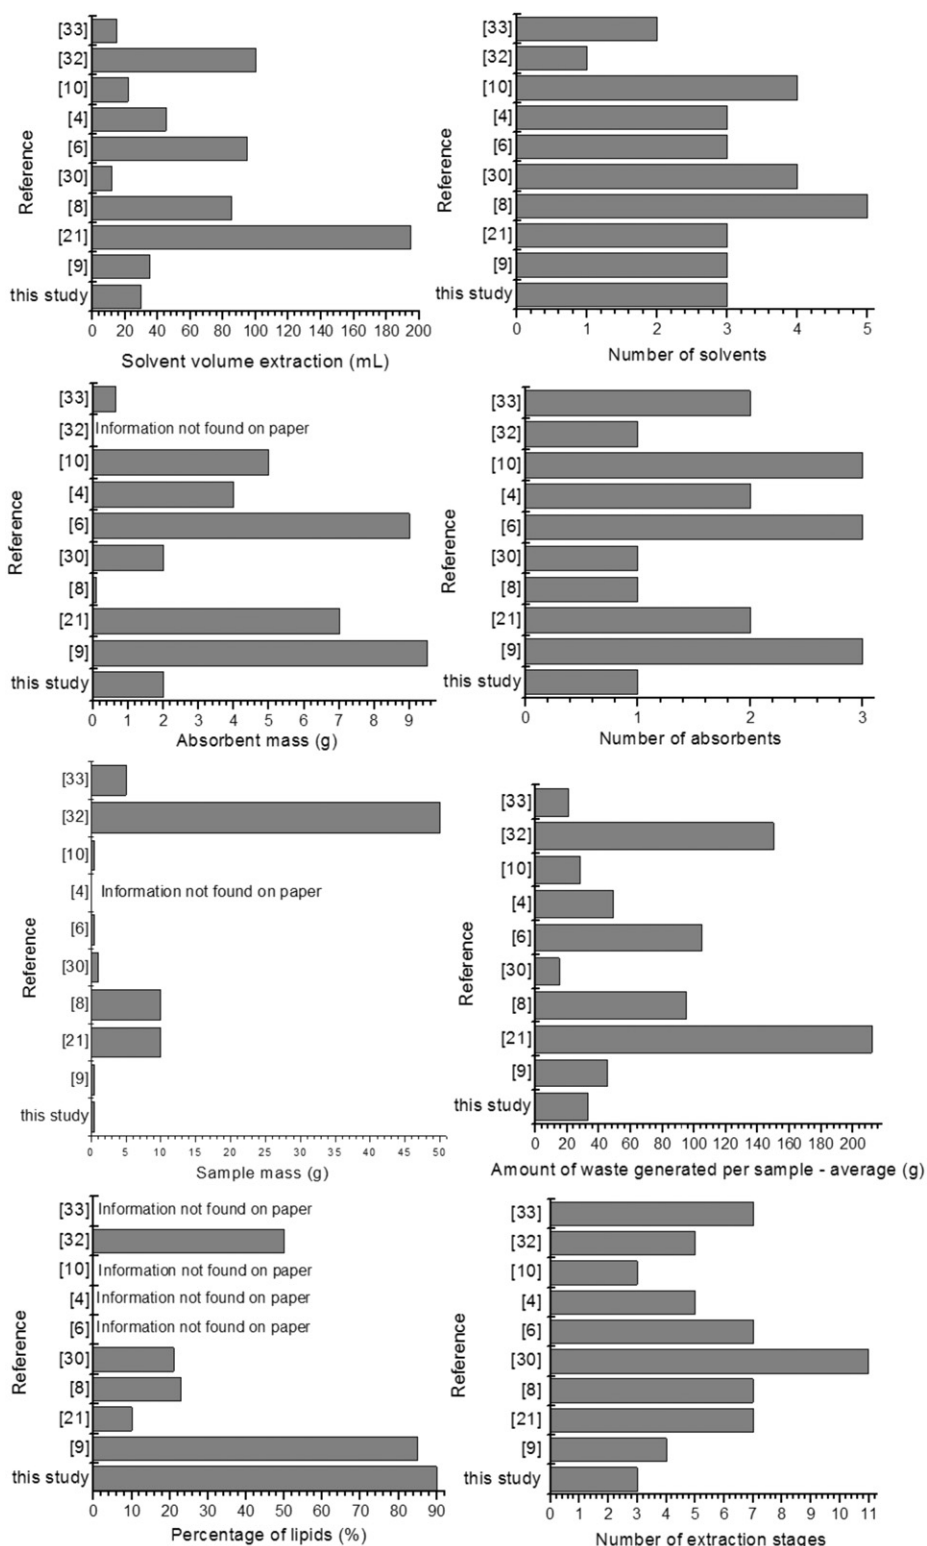 [33]
[32]
[10]
[4]
[6]
[30]
[8]
[21]
[9]
this study
Reference
0 20 40 60 80 100 120 140 160 180 200
Solvent volume extraction (mL)
[33]
[32]
[10]
[4]
[6]
[30]
[8]
[21]
[9]
this study
Reference
0 1 2 3 4 5
Number of solvents
[33]
[32] Information not found on paper
[10]
[4]
[6]
[30]
[8]
[21]
[9]
this study
Reference
0 1 2 3 4 5 6 7 8 9
Absorbent mass (g)
[33]
[32]
[10]
[4]
[6]
[30]
[8]
[21]
[9]
this study
Reference
0 1 2 3
Number of absorbents
[33]
[32]
[10]
[4] Information not found on paper
[6]
[30]
[8]
[21]
[9]
this study
Reference
0 5 10 15 20 25 30 35 40 45 50
Sample mass (g)
[33]
[32]
[10]
[4]
[6]
[30]
[8]
[21]
[9]
this study
Reference
0 20 40 60 80 100 120 140 160 180 200
Amount of waste generated per sample - average (g)
[33] Information not found on paper
[32]
[10] Information not found on paper
[4] Information not found on paper
[6] Information not found on paper
[30]
[8]
[21]
[9]
this study
Reference
0 10 20 30 40 50 60 70 80 90
Percentage of lipids (%)
[33]
[32]
[10]
[4]
[6]
[30]
[8]
[21]
[9]
this study
Reference
0 1 2 3 4 5 6 7 8 9 10 11
Number of extraction stages